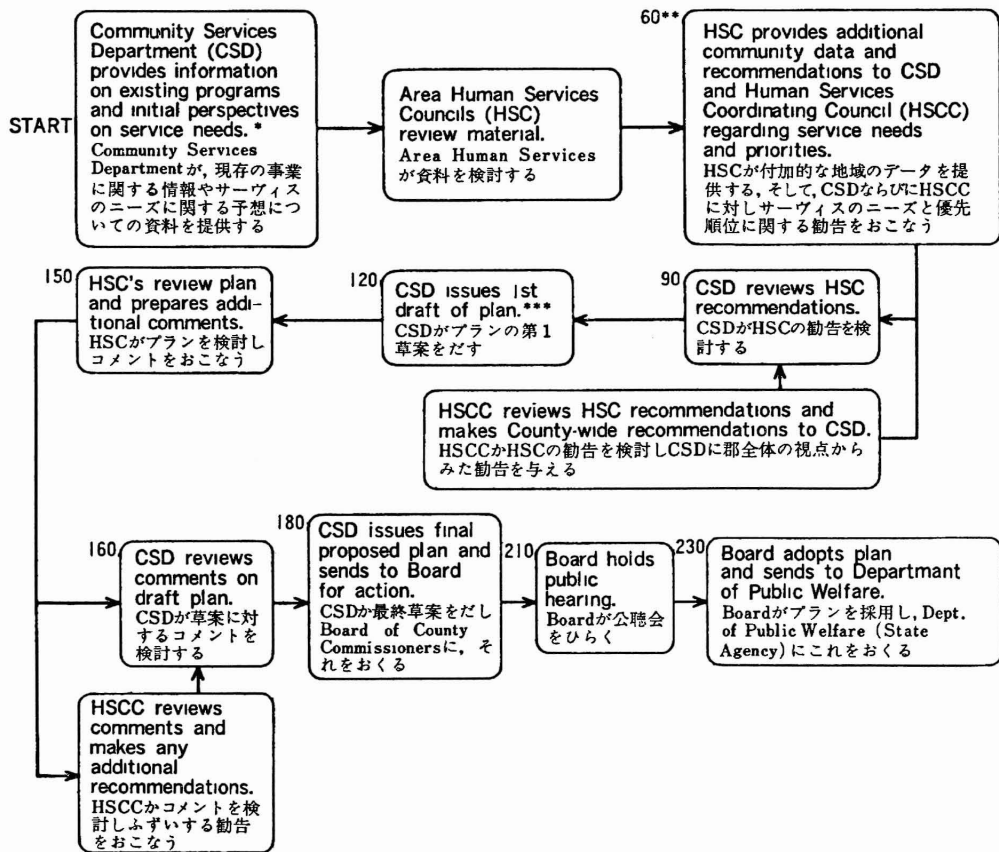 START
Community Services
Department (CSD)
provides information
on existing programs
and initial perspectives
on service needs. *
Community Services
Departmentが, 現存の事業
に関する情報やサーヴィス
のニーズに関する予想につ
いての資料を提供する
Area Human Services
Councils (HSC)
review material.
Area Human Services
が資料を検討する
60**
HSC provides additional
community data and
recommendations to CSD
and Human Services
Coordinating Council (HSCC)
regarding service needs
and priorities.
HSCが付加的な地域のデータを提
供する, そして, CSDならびにHSCC
に対しサーヴィスのニーズと優先
順位に関する勧告をおこなう
90
CSD reviews HSC
recommendations.
CSDがHSCの勧告を検
討する
HSCC reviews HSC recommendations and
makes County-wide recommendations to CSD.
HSCCかHSCの勧告を検討しCSDに郡全体の視点から
みた勧告を与える
120
CSD issues 1st
draft of plan.***
CSDがプランの第1
草案をだす
150
HSC's review plan
and prepares addi-
tional comments.
HSCがプランを検討し
コメントをおこなう
160
CSD reviews
comments on
draft plan.
CSDが草案に対
するコメントを
検討する
HSCC reviews
comments and
makes any
additional
recommendations.
HSCCかコメントを検
討しふずいする勧告
をおこなう
180
CSD issues final
proposed plan and
sends to Board
for action.
CSDか最終草案をだし
Board of County
Commissionersに, そ
れをおくる
210
Board holds
public
hearing.
Boardが公聴会
をひらく
230
Board adopts plan
and sends to Departmant
of Public Welfare.
Boardがプランを採用し, Dept.
of Public Welfare (State
Agency)にこれをおくる